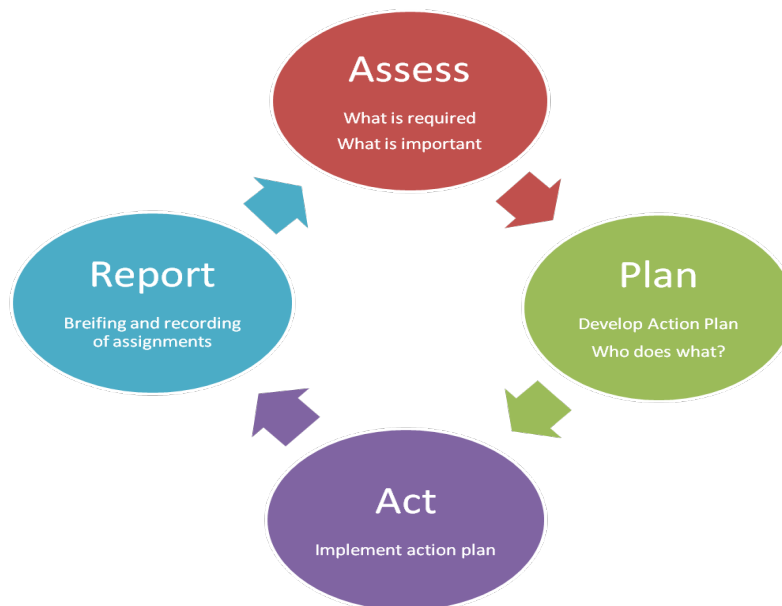 Assess
What is required
What is important
Plan
Develop Action Plan
Who does what?
Act
Implement action plan
Report
Breifing and recording
of assignments